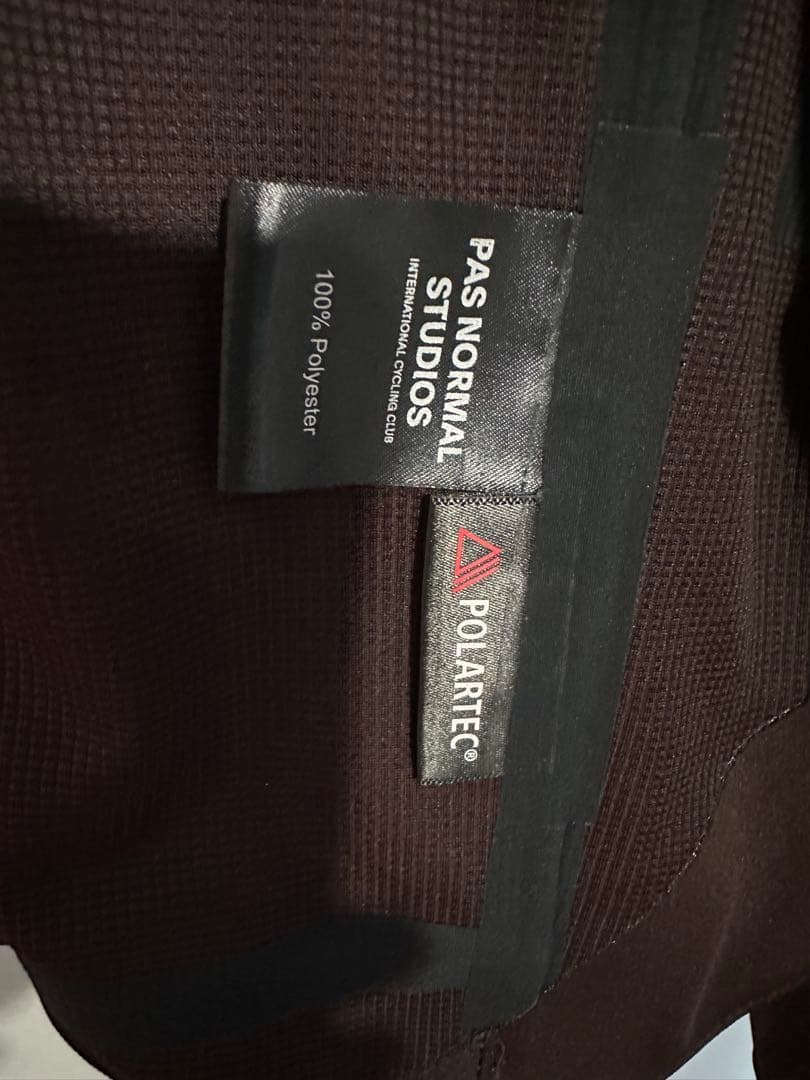 PAS NORMAL
STUDIOS
INTERNATIONAL CYCLING CLUB
100% Polyester
POLARTEC®